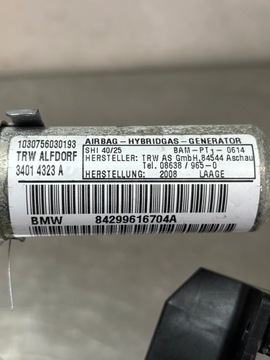 1030756030193
TRW ALFDORF
3401 4323 A
AIRBAG - HYBRIDGAS - GENERATOR
SHI 40/25 BAM-PT1-0614
HERSTELLER: TRW AS GmbH,84544 Aschau
Tel. 08638 / 965-0
HERSTELLUNG: 2008 LAAGE
BMW 84299616704A